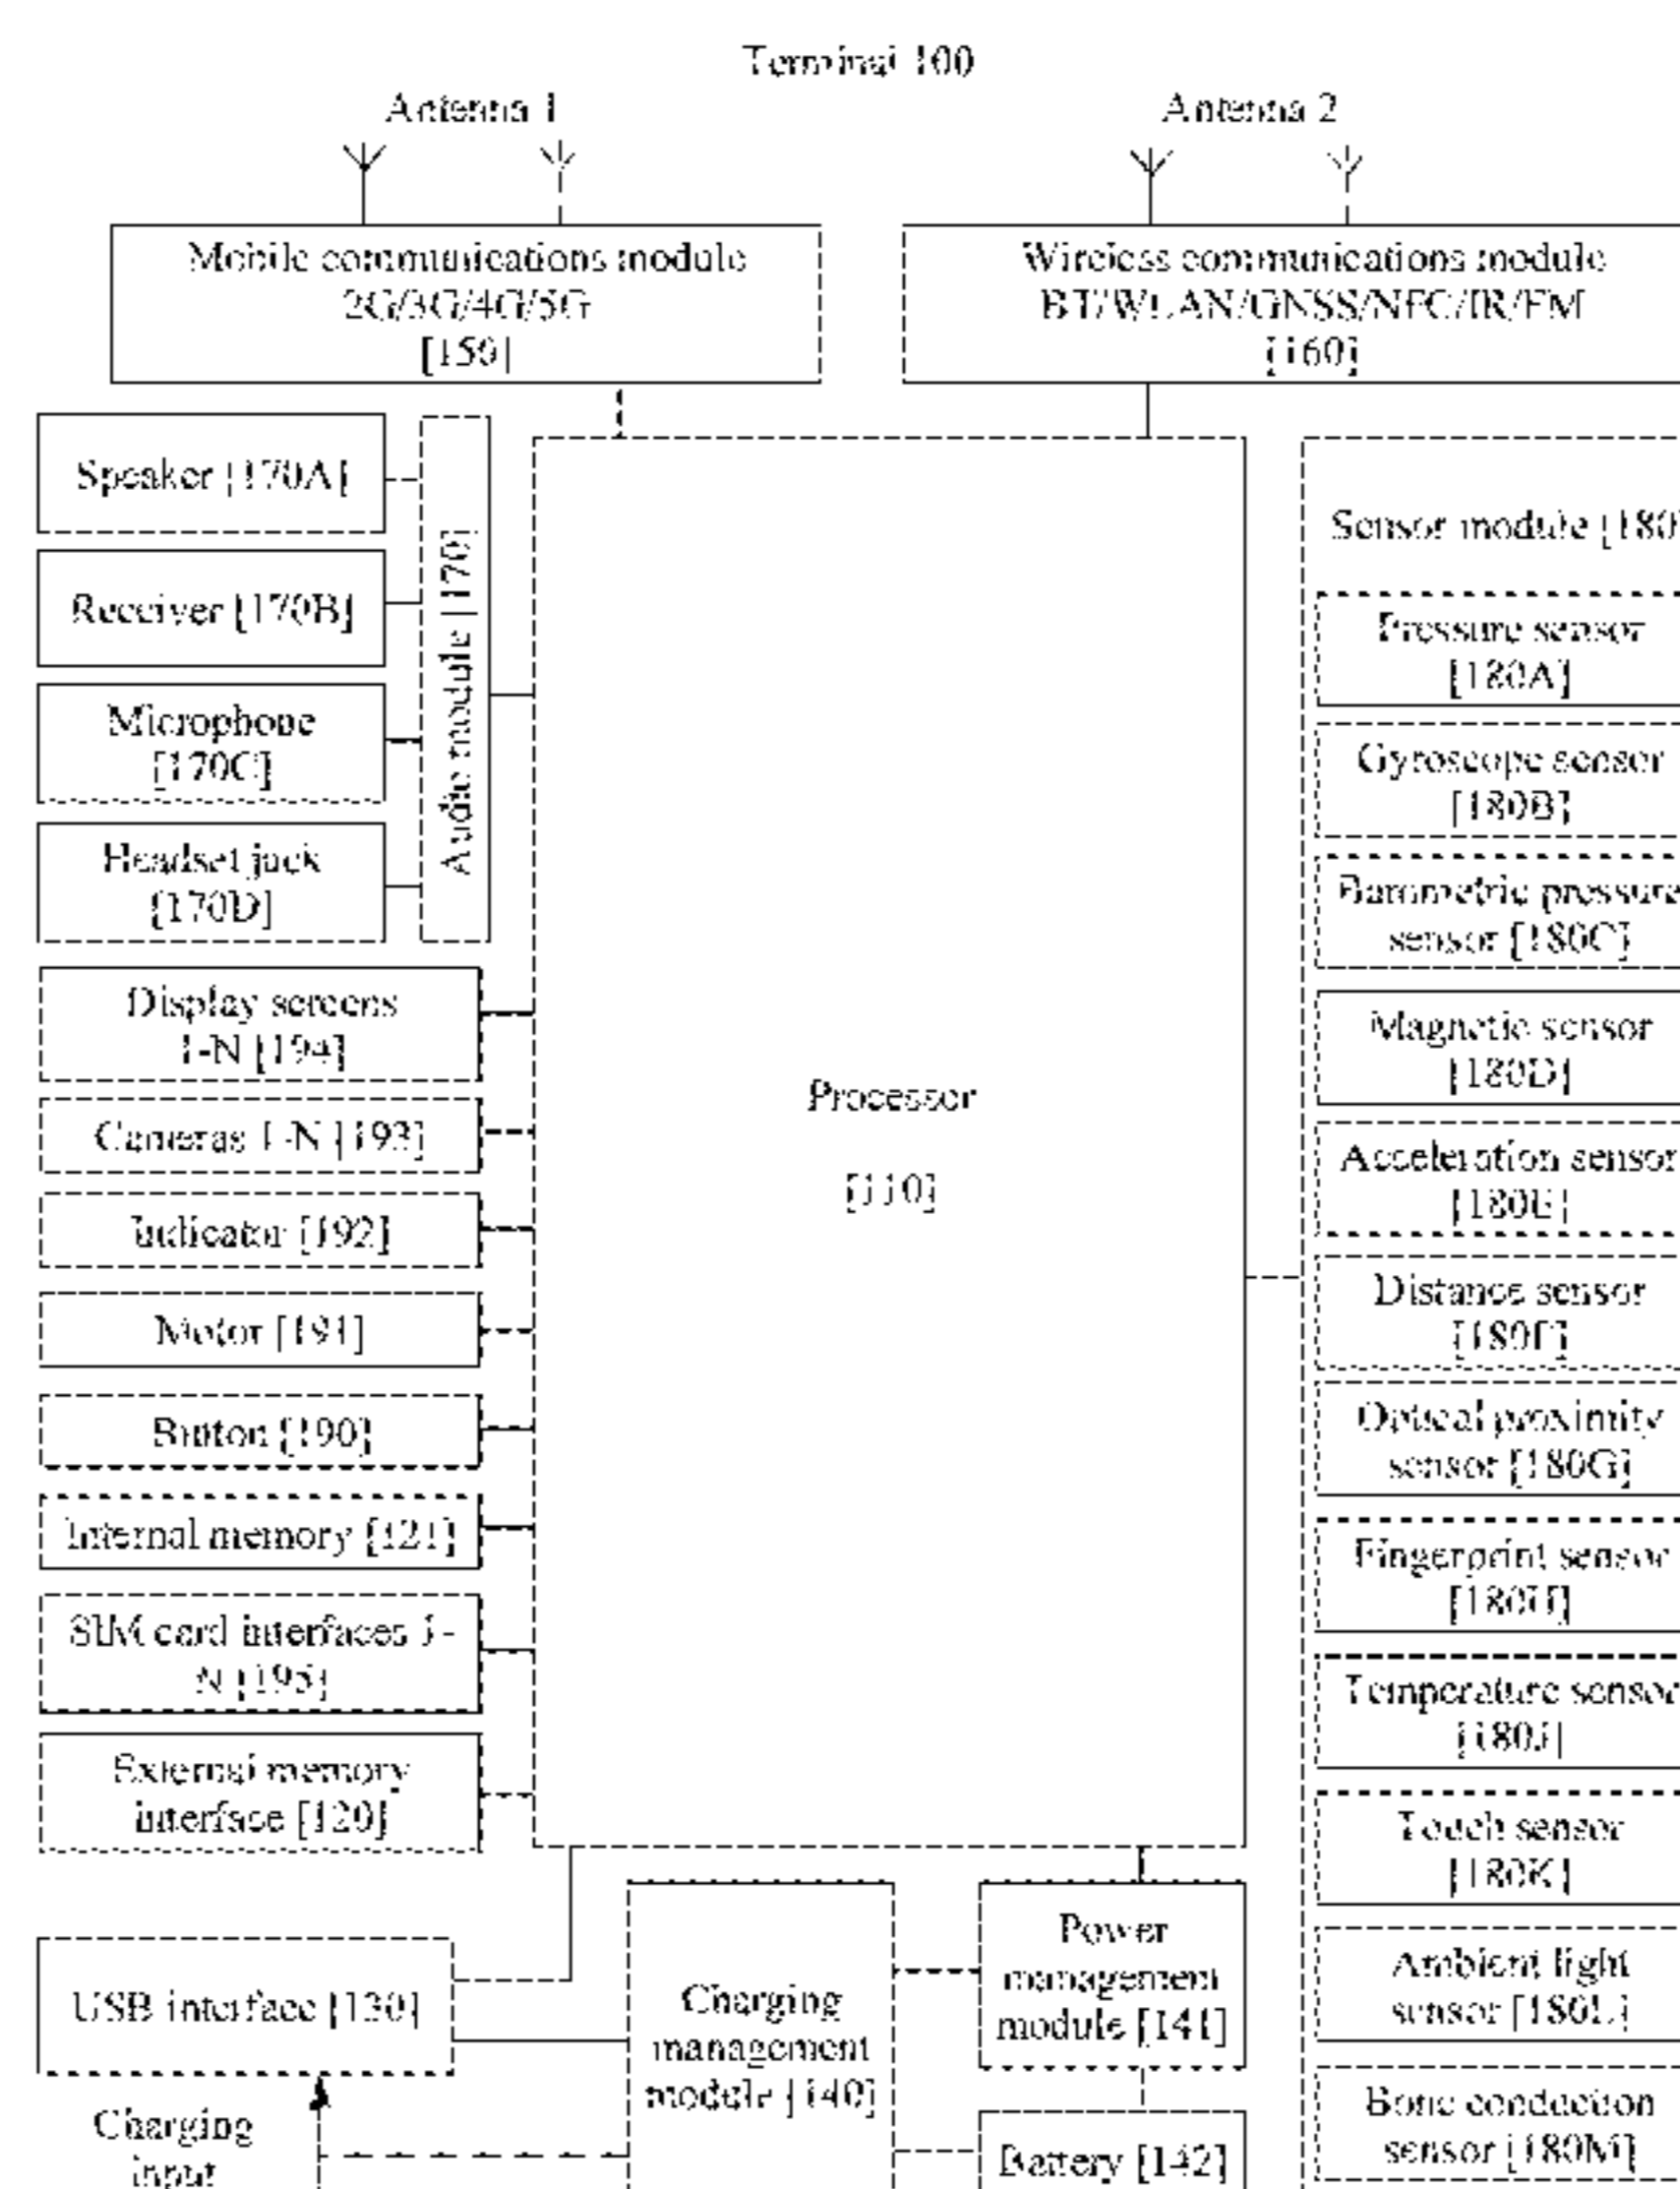 Terminal 100
Antenna 1
Antenna 2
Mobile communications module
2G/3G/4G/5G
[150]
Wireless communications module
BT/WLAN/GNSS/NFC/IR/FM
[160]
Speaker [170A]
Receiver [170B]
Microphone
[170C]
Headset jack
[170D]
Audio module [170]
Display screens
1-N [194]
Cameras 1-N [193]
Indicator [192]
Motor [191]
Button [190]
Internal memory [121]
SIM card interfaces 1-
N [195]
External memory
interface [120]
Processor
[110]
Sensor module [180
Pressure sensor
[180A]
Gyroscope sensor
[180B]
Barometric pressure
sensor [180C]
Magnetic sensor
[180D]
Acceleration sensor
[180E]
Distance sensor
[180F]
Optical proximity
sensor [180G]
Fingerprint sensor
[180H]
Temperature sensor
[180J]
Touch sensor
[180K]
Ambient light
sensor [180L]
Bone conduction
sensor [180M]
USB interface [130]
Charging
input
Charging
management
module [140]
Power
management
module [141]
Battery [142]